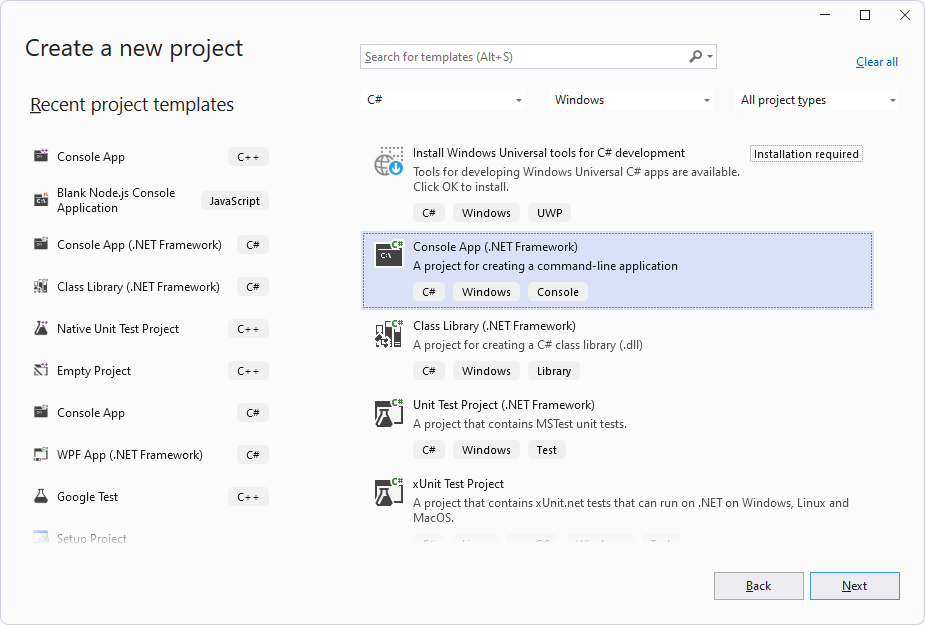 Create a new project
Search for templates (Alt+S)
Clear all
C#
Windows
All project types
Recent project templates
Console App
C++
Blank Node.js Console
Application
JavaScript
Console App (.NET Framework)
C#
Class Library (.NET Framework)
C#
Native Unit Test Project
C++
Empty Project
C++
Console App
C#
WPF App (.NET Framework)
C#
Google Test
C++
Setup Project
Install Windows Universal tools for C# development
Installation required
Tools for developing Windows Universal C# apps are available.
Click OK to install.
C# Windows UWP
Console App (.NET Framework)
A project for creating a command-line application
C# Windows Console
Class Library (.NET Framework)
A project for creating a C# class library (.dll)
C# Windows Library
Unit Test Project (.NET Framework)
A project that contains MSTest unit tests.
C# Windows Test
xUnit Test Project
A project that contains xUnit.net tests that can run on .NET on Windows, Linux and
MacOS.
Back
Next